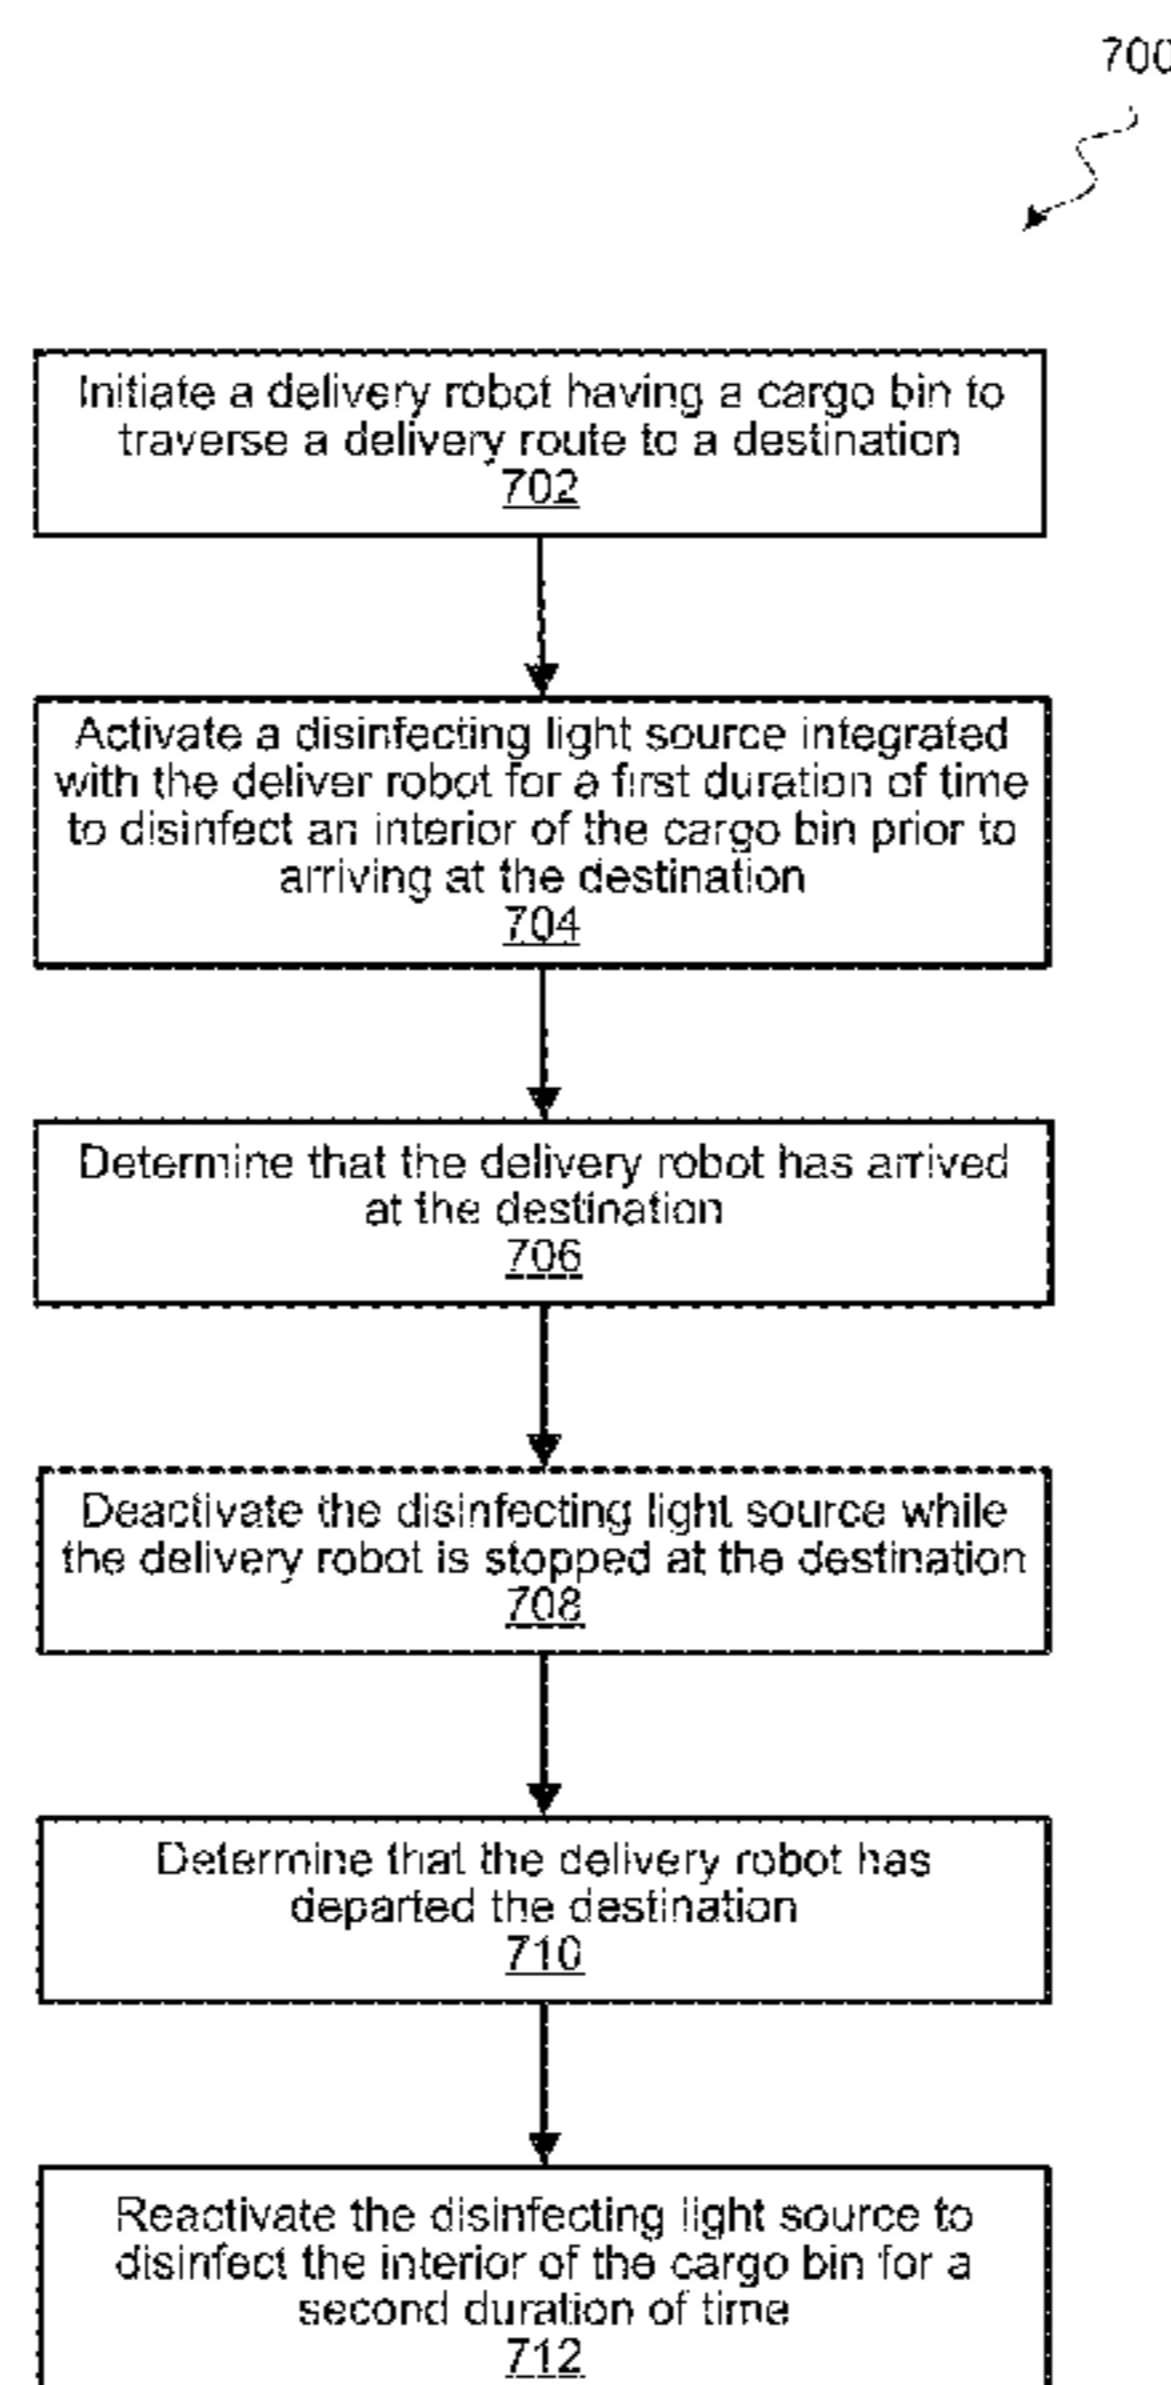 700
Initiate a delivery robot having a cargo bin to
traverse a delivery route to a destination
702
Activate a disinfecting light source integrated
with the deliver robot for a first duration of time
to disinfect an interior of the cargo bin prior to
arriving at the destination
704
Determine that the delivery robot has arrived
at the destination
706
Deactivate the disinfecting light source while
the delivery robot is stopped at the destination
708
Determine that the delivery robot has
departed the destination
710
Reactivate the disinfecting light source to
disinfect the interior of the cargo bin for a
second duration of time
712